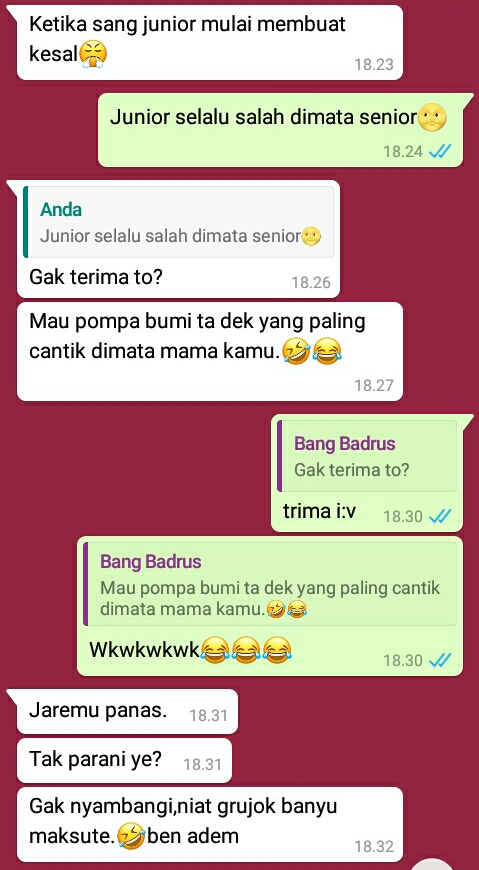 Ketika sang junior mulai membuat
kesal😤
18.23
Junior selalu salah dimata senior🌝
18.24
Anda
Junior selalu salah dimata senior🌝
Gak terima to?
18.26
Mau pompa bumi ta dek yang paling
cantik dimata mama kamu.🤣😂
18.27
Bang Badrus
Gak terima to?
trima i:v
18.30
Bang Badrus
Mau pompa bumi ta dek yang paling cantik
dimata mama kamu.🤣😂
Wkwkwkwk😂😂😂
18.30
Jaremu panas.
18.31
Tak parani ye?
18.31
Gak nyambangi,niat grujok banyu
maksute.🤣ben adem
18.32